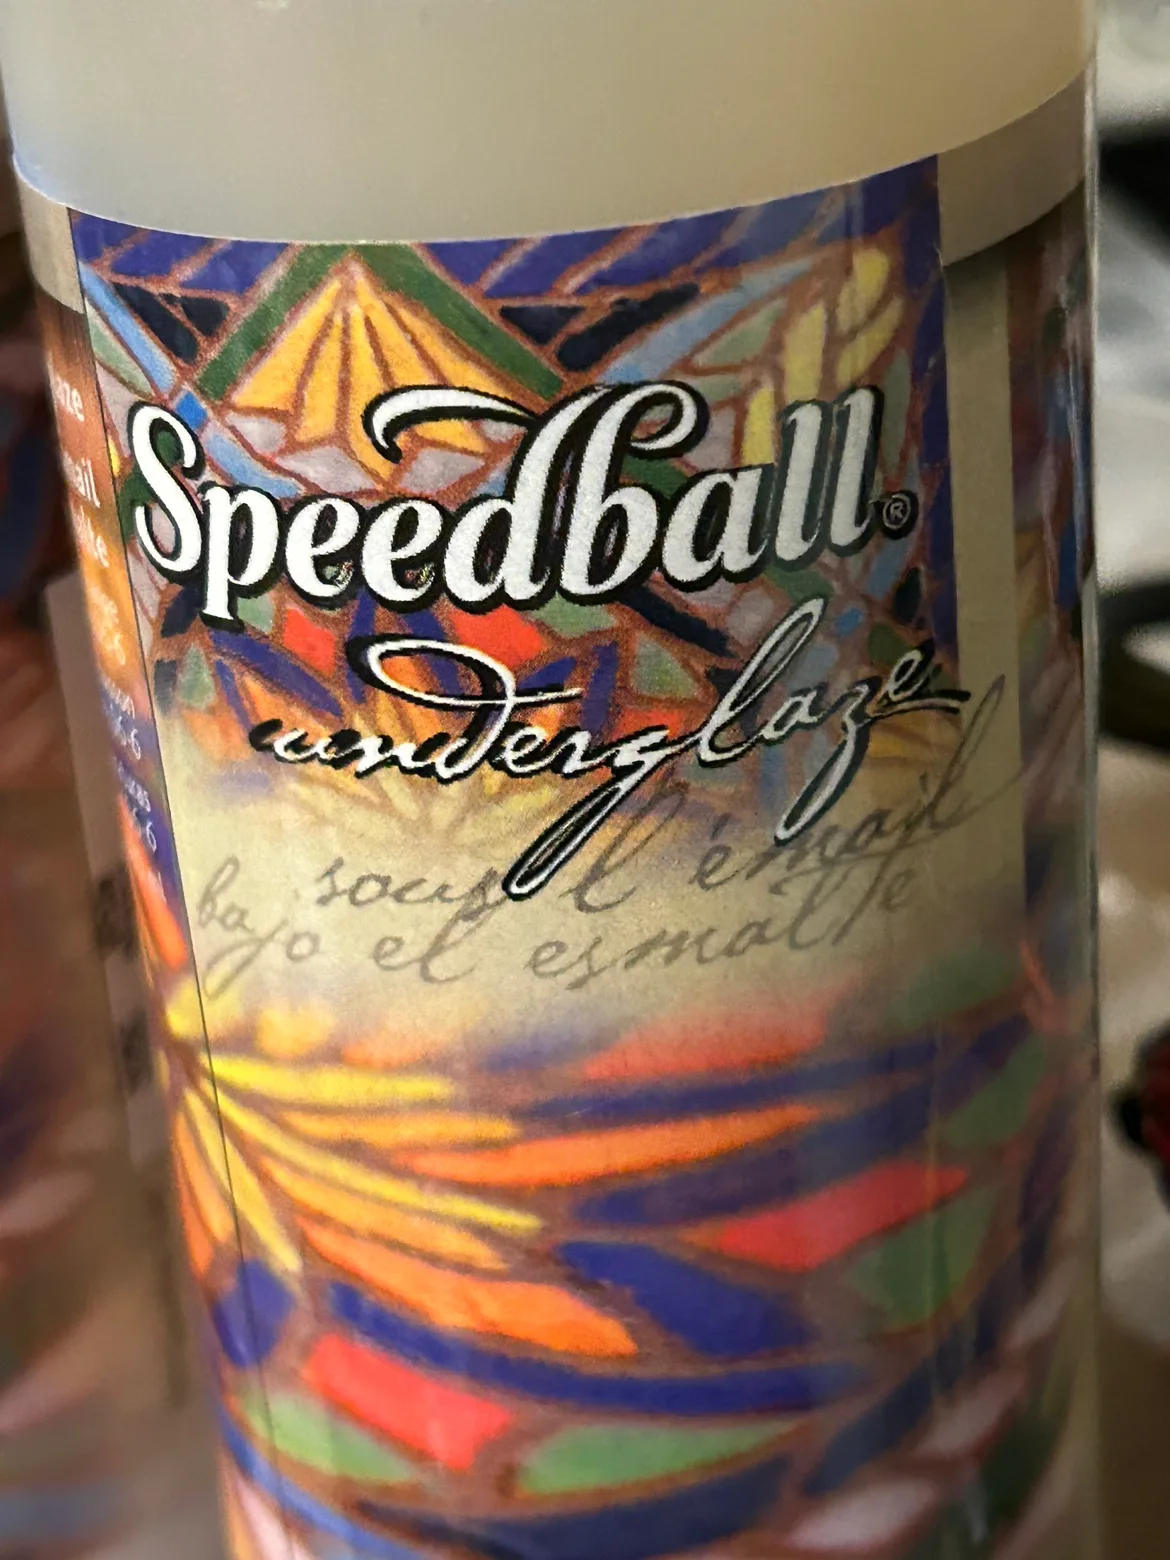 Speedball®
underglaze
sous l'émail
bajo el esmalte